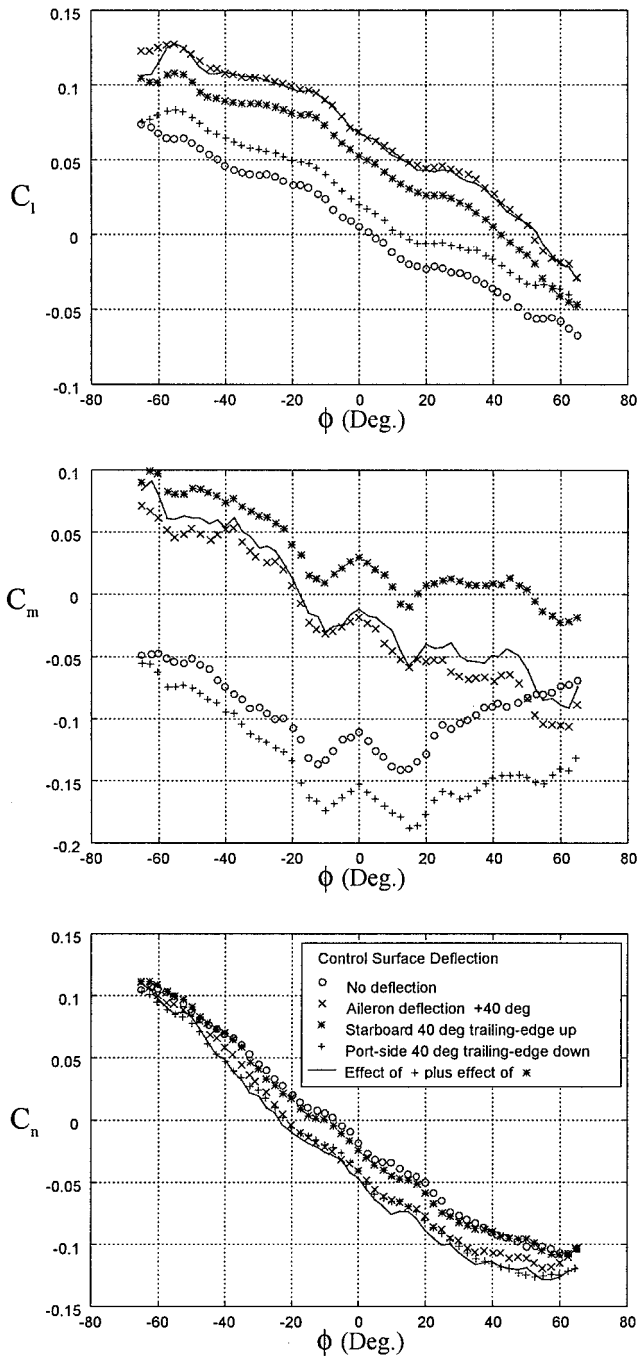 0.15
0.1
0.05
C_l
0
-0.05
-0.1
-80 -60 -40 -20 0 20 40 60 80
ϕ (Deg.)
0.1
0.05
0
C_m
-0.05
-0.1
-0.15
-0.2
-80 -60 -40 -20 0 20 40 60 80
ϕ (Deg.)
0.15
Control Surface Deflection
o No deflection
× Aileron deflection +40 deg
* Starboard 40 deg trailing-edge up
+ Port-side 40 deg trailing-edge down
— Effect of + plus effect of *
0.1
0.05
C_n
0
-0.05
-0.1
-0.15
-80 -60 -40 -20 0 20 40 60 80
ϕ (Deg.)